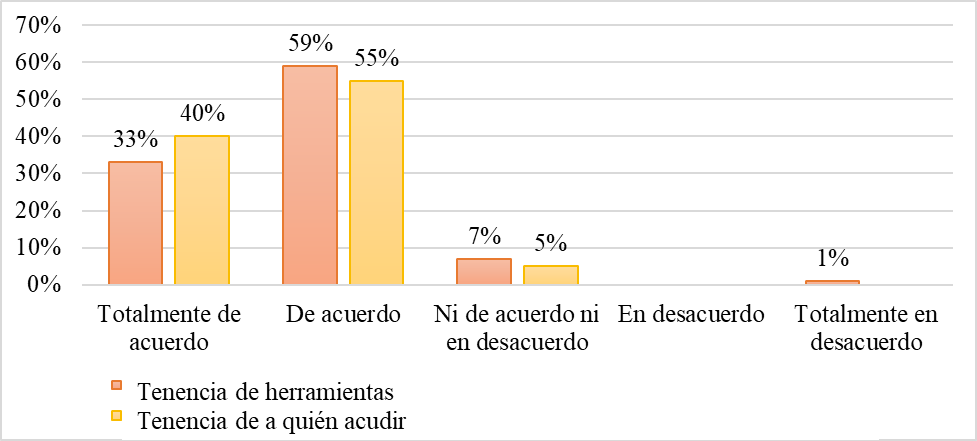 70%
60%
50%
40%
30%
20%
10%
0%
33%
40%
59%
55%
7%
5%
1%
Totalmente de
acuerdo
De acuerdo
Ni de acuerdo ni
en desacuerdo
En desacuerdo
Totalmente en
desacuerdo
Tenencia de herramientas
Tenencia de a quién acudir